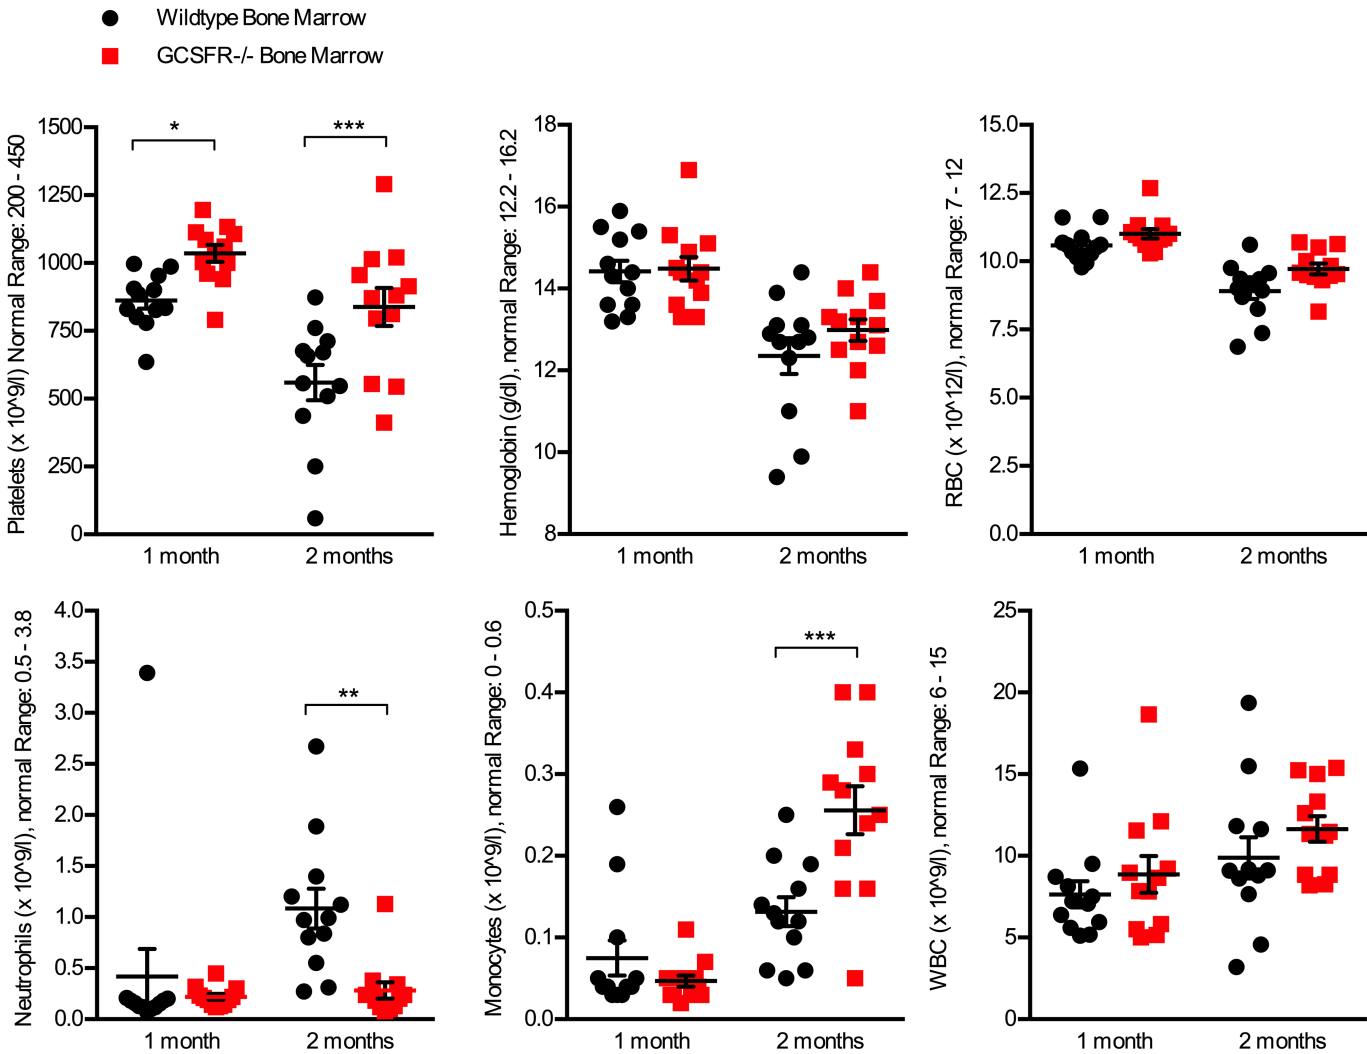 Wildtype Bone Marrow
GCSFR-/- Bone Marrow
Platelets (x 10^9/l) Normal Range: 200 - 450
1500
1250
1000
750
500
250
0
*
***
1 month
2 months
Hemoglobin (g/dl), normal Range: 12.2 - 16.2
18
16
14
12
10
8
1 month
2 months
RBC (x 10^12/l), normal Range: 7 - 12
15.0
12.5
10.0
7.5
5.0
2.5
0.0
1 month
2 months
Neutrophils (x 10^9/l), normal Range: 0.5 - 3.8
4.0
3.5
3.0
2.5
2.0
1.5
1.0
0.5
0.0
**
1 month
2 months
Monocytes (x 10^9/l), normal Range: 0 - 0.6
0.5
0.4
0.3
0.2
0.1
0.0
***
1 month
2 months
WBC (x 10^9/l), normal Range: 6 - 15
25
20
15
10
5
0
1 month
2 months